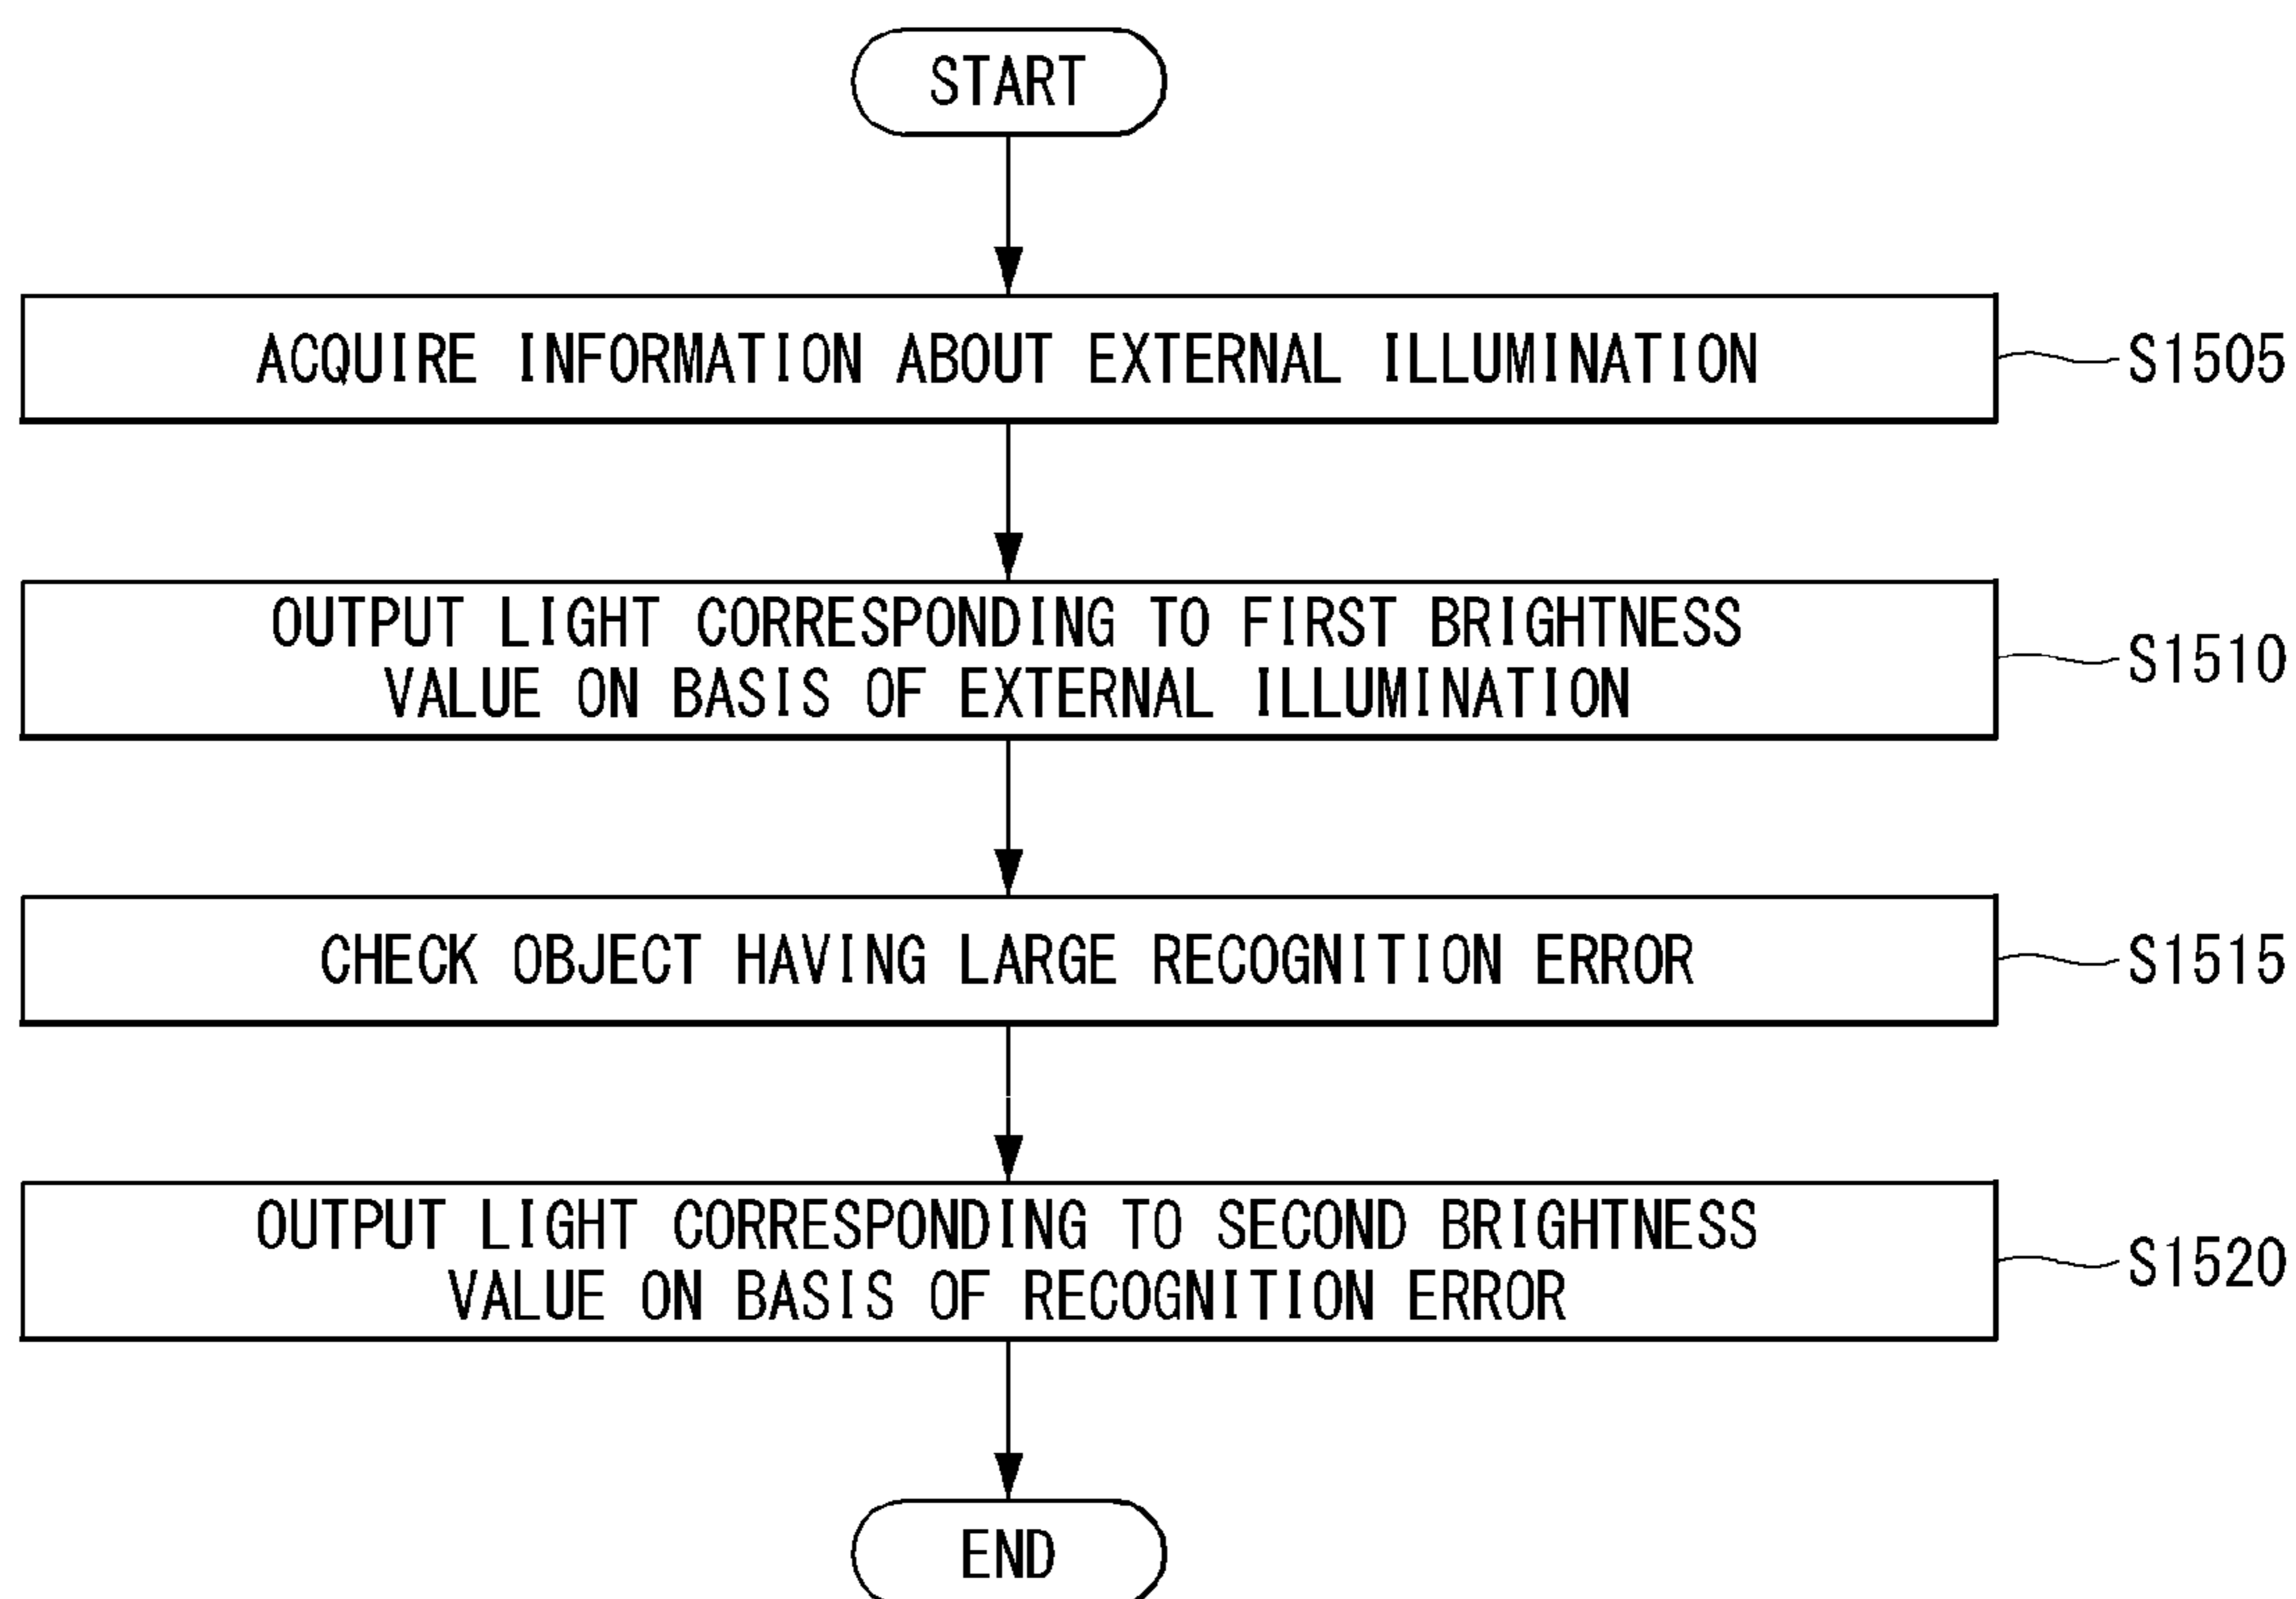 START
ACQUIRE INFORMATION ABOUT EXTERNAL ILLUMINATION
S1505
OUTPUT LIGHT CORRESPONDING TO FIRST BRIGHTNESS
VALUE ON BASIS OF EXTERNAL ILLUMINATION
S1510
CHECK OBJECT HAVING LARGE RECOGNITION ERROR
S1515
OUTPUT LIGHT CORRESPONDING TO SECOND BRIGHTNESS
VALUE ON BASIS OF RECOGNITION ERROR
S1520
END